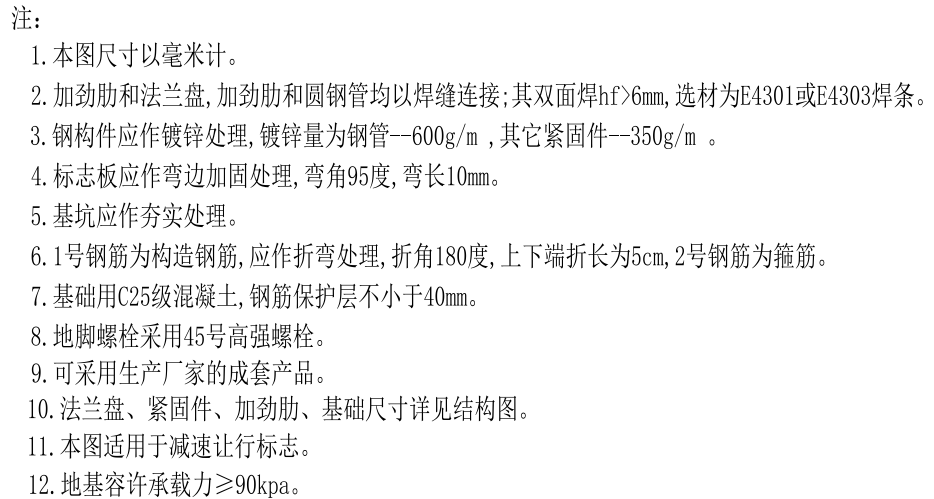 注：
1.本图尺寸以毫米计。
2.加劲肋和法兰盘,加劲肋和圆钢管均以焊缝连接;其双面焊hf>6mm,选材为E4301或E4303焊条。
3.钢构件应作镀锌处理,镀锌量为钢管--600g/m ,其它紧固件--350g/m 。
4.标志板应作弯边加固处理,弯角95度,弯长10mm。
5.基坑应作夯实处理。
6.1号钢筋为构造钢筋,应作折弯处理,折角180度,上下端折长为5cm,2号钢筋为箍筋。
7.基础用C25级混凝土,钢筋保护层不小于40mm。
8.地脚螺栓采用45号高强螺栓。
9.可采用生产厂家的成套产品。
10.法兰盘、紧固件、加劲肋、基础尺寸详见结构图。
11.本图适用于减速让行标志。
12.地基容许承载力≥90kpa。